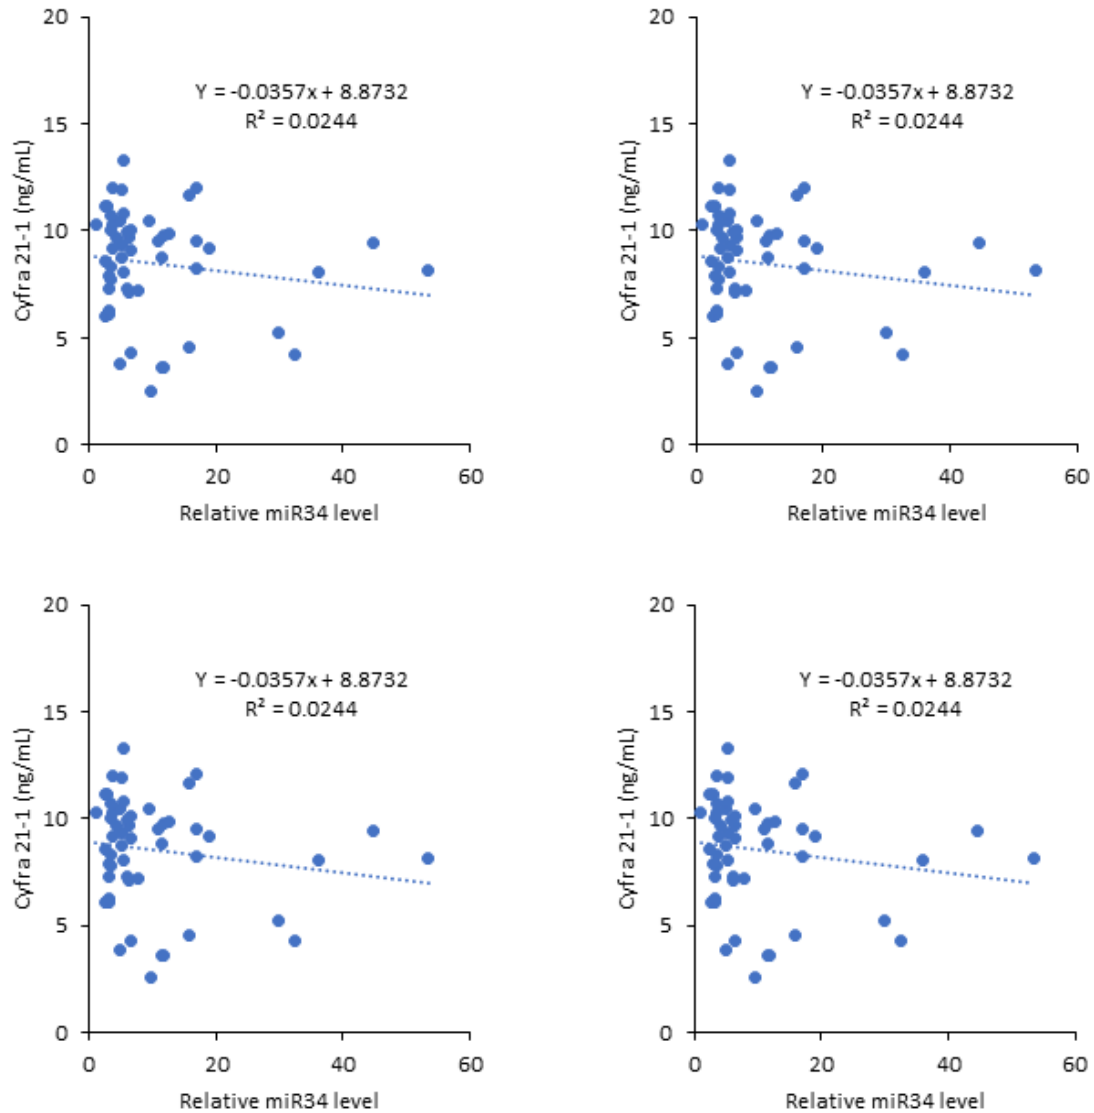 20
15
10
5
0
Cyfra 21-1 (ng/mL)
Y = -0.0357x + 8.8732
R² = 0.0244
0 20 40 60
Relative miR34 level
20
15
10
5
0
Cyfra 21-1 (ng/mL)
Y = -0.0357x + 8.8732
R² = 0.0244
0 20 40 60
Relative miR34 level
20
15
10
5
0
Cyfra 21-1 (ng/mL)
Y = -0.0357x + 8.8732
R² = 0.0244
0 20 40 60
Relative miR34 level
20
15
10
5
0
Cyfra 21-1 (ng/mL)
Y = -0.0357x + 8.8732
R² = 0.0244
0 20 40 60
Relative miR34 level